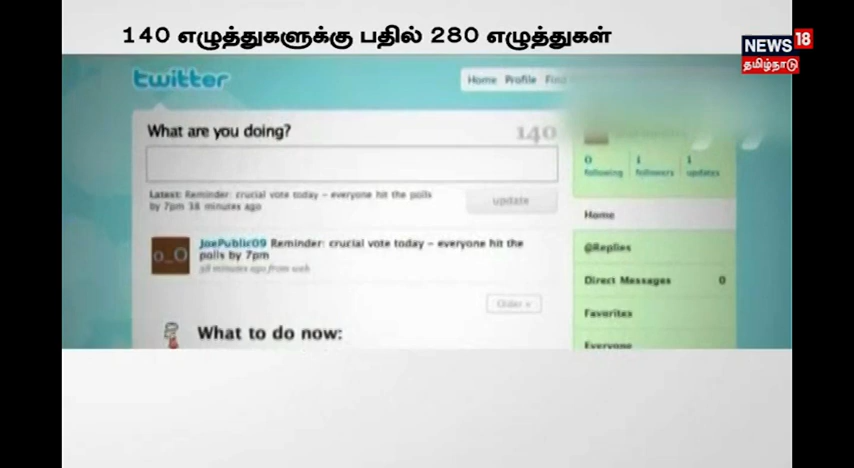 140 எழுத்துகளுக்கு பதில் 280 எழுத்துகள்
NEWS 18
தமிழ்நாடு
twitter
Home Profile Find
What are you doing? 140
Latest: Reminder: crucial vote today – everyone hit the polls
by 7pm 38 minutes ago
update
JoePublic09 Reminder: crucial vote today – everyone hit the
polls by 7pm
38 minutes ago from web
Older »
What to do now:
0 1 1
following followers updates
Home
@Replies
Direct Messages 0
Favorites
Everyone